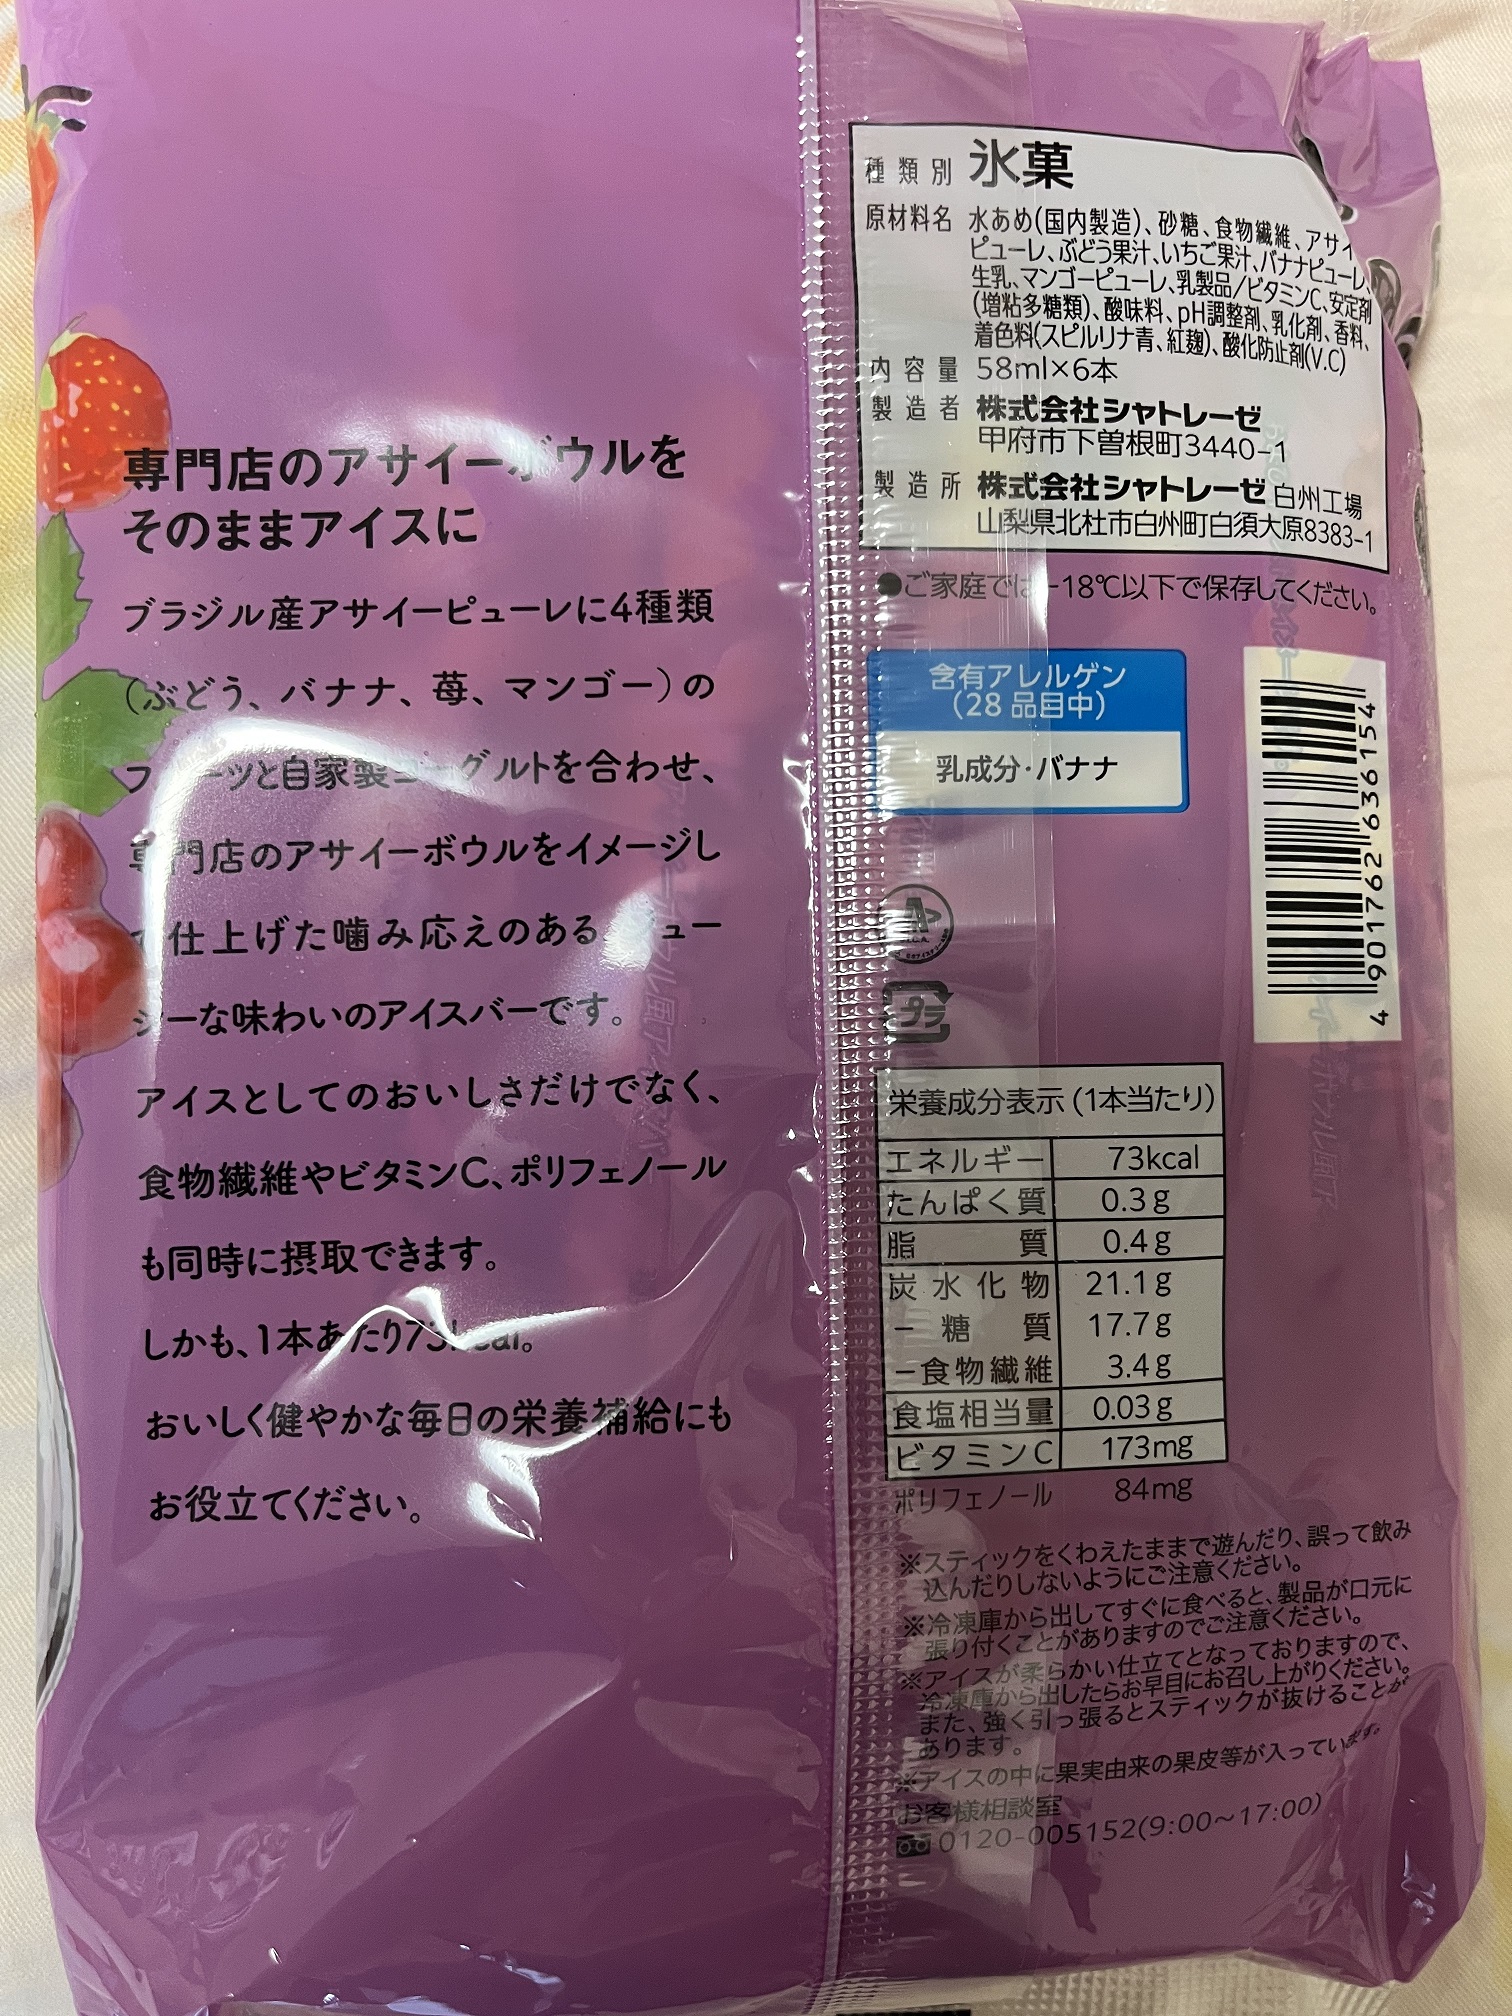 専門店のアサイーボウルを
そのままアイスに
ブラジル産アサイーピューレに4種類
(ぶどう、バナナ、苺、マンゴー)の
フルーツと自家製ヨーグルトを合わせ、
専門店のアサイーボウルをイメージし
て仕上げた噛み応えのあるジュー
シーな味わいのアイスバーです。
アイスとしてのおいしさだけでなく、
食物繊維やビタミンC、ポリフェノール
も同時に摂取できます。
しかも、1本あたり73kcal。
おいしく健やかな毎日の栄養補給にも
お役立てください。
種類別 氷菓
原材料名 水あめ(国内製造)、砂糖、食物繊維、アサイー
ピューレ、ぶどう果汁、いちご果汁、バナナピューレ、
生乳、マンゴーピューレ、乳製品/ビタミンC、安定剤
(増粘多糖類)、酸味料、pH調整剤、乳化剤、香料、
着色料(スピルリナ青、紅麹)、酸化防止剤(V.C)
内容量 58ml×6本
製造者 株式会社シャトレーゼ
甲府市下曽根町3440-1
製造所 株式会社シャトレーゼ 白州工場
山梨県北杜市白州町白須大原8383-1
●ご家庭では-18℃以下で保存してください。
含有アレルゲン
(28品目中)
乳成分・バナナ
4 901762 636154
プラ
栄養成分表示(1本当たり)
エネルギー 73kcal
たんぱく質 0.3g
脂質 0.4g
炭水化物 21.1g
-糖質 17.7g
-食物繊維 3.4g
食塩相当量 0.03g
ビタミンC 173mg
ポリフェノール 84mg
※スティックをくわえたままで遊んだり、誤って飲み
込んだりしないようにご注意ください。
※冷凍庫から出してすぐに食べると、製品が口元に
張り付くことがありますのでご注意ください。
※アイスが柔らかい仕立てとなっておりますので、
冷凍庫から出したらお早目にお召し上がりください。
また、強く引っ張るとスティックが抜けることが
あります。
※アイスの中に果実由来の果皮等が入っています。
お客様相談室
0120-005152(9:00~17:00)